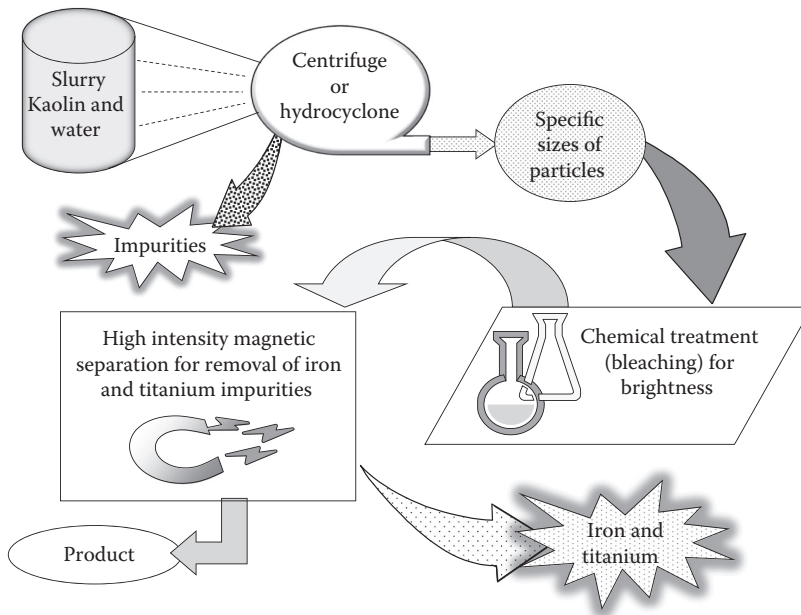 Slurry
Kaolin and
water
Centrifuge
or
hydrocyclone
Specific
sizes of
particles
Impurities
High intensity magnetic
separation for removal of iron
and titanium impurities
Chemical treatment
(bleaching) for
brightness
Product
Iron and
titanium